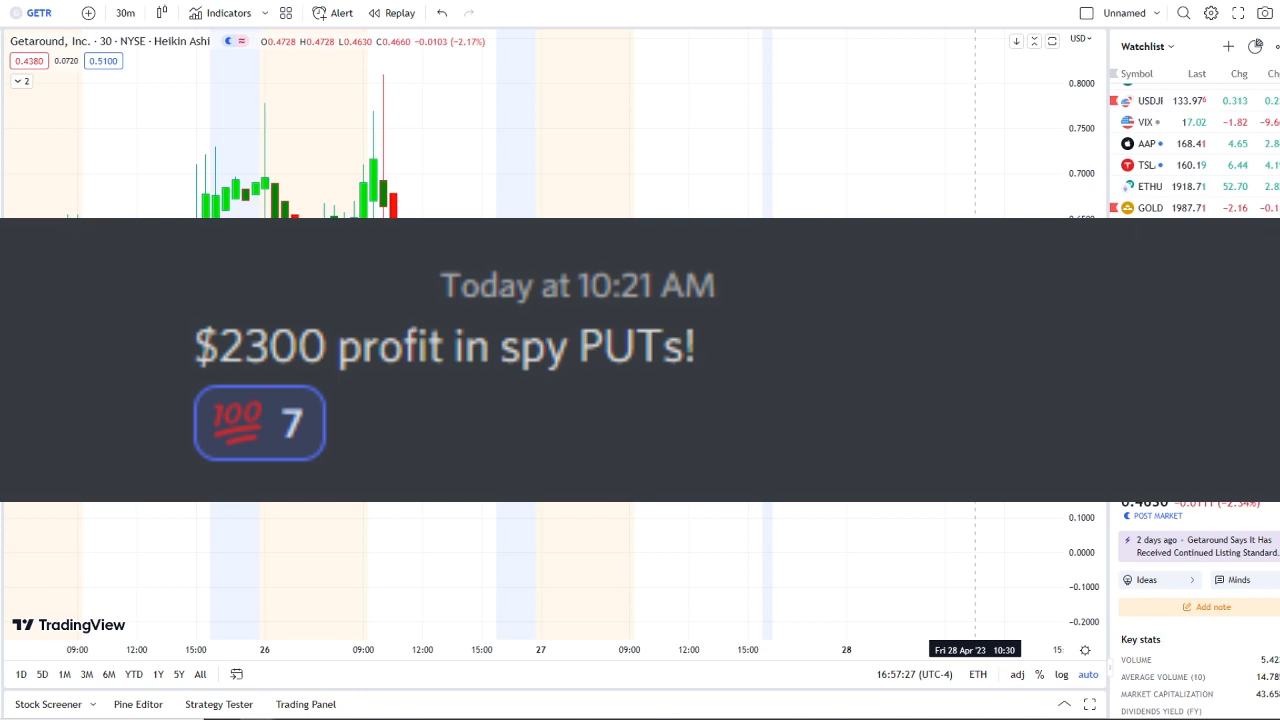 GETR 30m Indicators Alert Replay Unnamed
Getaround, Inc. · 30 · NYSE · Heikin Ashi O0.4728 H0.4728 L0.4630 C0.4660 −0.0103 (−2.17%) USD
0.4380 0.0720 0.5100
2
0.8000
0.7500
0.7000
Watchlist
Symbol Last Chg
USDJ 133.976 0.313
VIX 17.02 −1.82
AAP 168.41 4.65
TSL 160.19 6.44
ETHU 1918.71 52.70
GOLD 1987.71 −2.16
Today at 10:21 AM
$2300 profit in spy PUTs!
💯 7
0.1000
0.0000
-0.1000
-0.2000
POST MARKET
2 days ago · Getaround Says It Has
Received Continued Listing Standard...
Ideas Minds
Add note
Key stats
VOLUME
AVERAGE VOLUME (10)
MARKET CAPITALIZATION
DIVIDENDS YIELD (FY)
TradingView
09:00 12:00 15:00 26 09:00 12:00 15:00 27 09:00 12:00 15:00 28 Fri 28 Apr '23 10:30 15:
1D 5D 1M 3M 6M YTD 1Y 5Y All 16:57:27 (UTC-4) ETH adj % log auto
Stock Screener Pine Editor Strategy Tester Trading Panel